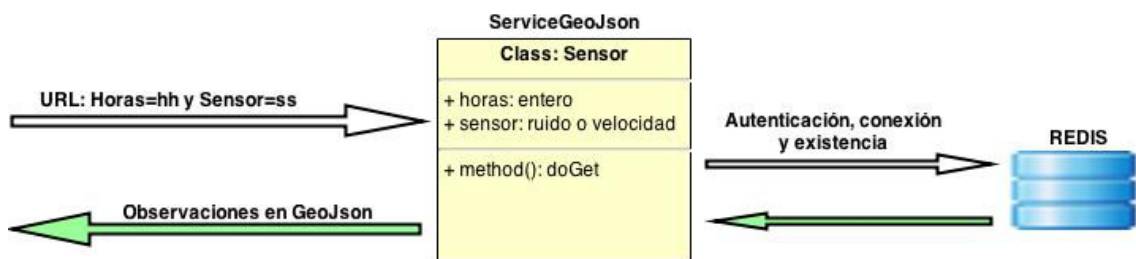 ServiceGeoJson
Class: Sensor
URL: Horas=hh y Sensor=ss
+ horas: entero
+ sensor: ruido o velocidad
Autenticación, conexión
y existencia
REDIS
+ method(): doGet
Observaciones en GeoJson